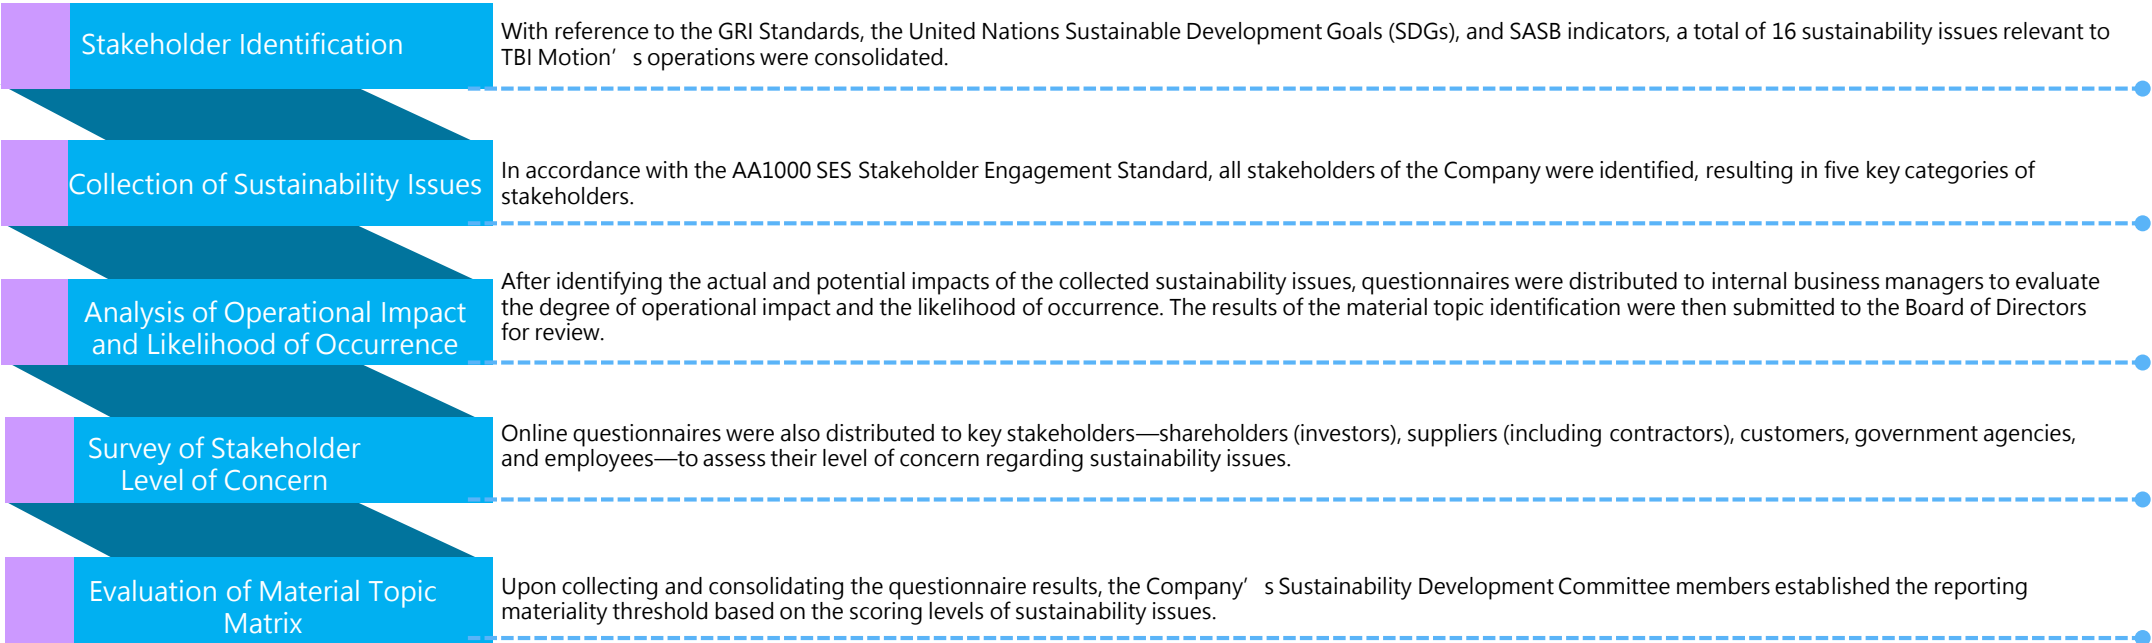 Stakeholder Identification
With reference to the GRI Standards, the United Nations Sustainable Development Goals (SDGs), and SASB indicators, a total of 16 sustainability issues relevant to
TBI Motion’s operations were consolidated.
Collection of Sustainability Issues
In accordance with the AA1000 SES Stakeholder Engagement Standard, all stakeholders of the Company were identified, resulting in five key categories of
stakeholders.
Analysis of Operational Impact
and Likelihood of Occurrence
After identifying the actual and potential impacts of the collected sustainability issues, questionnaires were distributed to internal business managers to evaluate
the degree of operational impact and the likelihood of occurrence. The results of the material topic identification were then submitted to the Board of Directors
for review.
Survey of Stakeholder
Level of Concern
Online questionnaires were also distributed to key stakeholders—shareholders (investors), suppliers (including contractors), customers, government agencies,
and employees—to assess their level of concern regarding sustainability issues.
Evaluation of Material Topic
Matrix
Upon collecting and consolidating the questionnaire results, the Company’s Sustainability Development Committee members established the reporting
materiality threshold based on the scoring levels of sustainability issues.